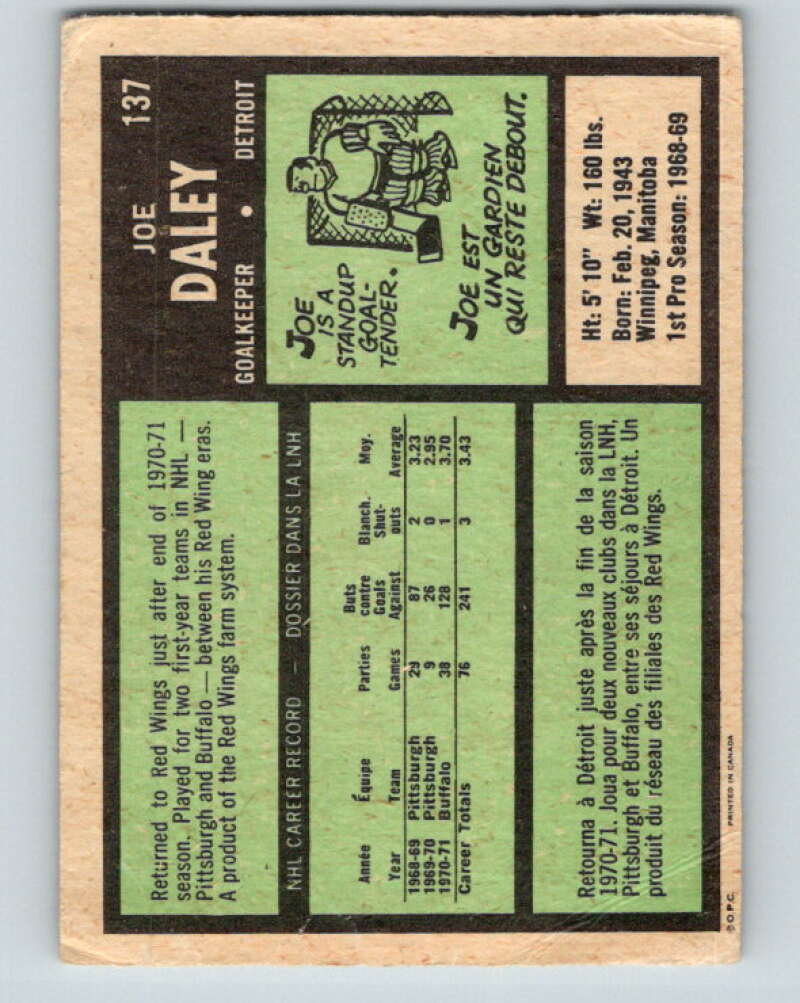 137
JOE
DALEY
GOALKEEPER • DETROIT
JOE
IS A
STANDUP
GOAL-
TENDER.
JOE EST
UN GARDIEN
QUI RESTE DEBOUT.
Ht: 5' 10" Wt: 160 lbs.
Born: Feb. 20, 1943
Winnipeg, Manitoba
1st Pro Season: 1968-69
Returned to Red Wings just after end of 1970-71
season. Played for two first-year teams in NHL —
Pittsburgh and Buffalo — between his Red Wing eras.
A product of the Red Wings farm system.
NHL CAREER RECORD — DOSSIER DANS LA LNH
Année Équipe Parties Buts contre Blanch. Moy.
Year Team Games Goals Against Shut-outs Average
1968-69 Pittsburgh 29 87 2 3.23
1969-70 Pittsburgh 9 26 0 2.95
1970-71 Buffalo 38 128 1 3.70
Career Totals 76 241 3 3.43
Retourna à Détroit juste après la fin de la saison
1970-71. Joua pour deux nouveaux clubs dans la LNH,
Pittsburgh et Buffalo, entre ses séjours à Détroit. Un
produit du réseau des filiales des Red Wings.
© O.P.C. PRINTED IN CANADA